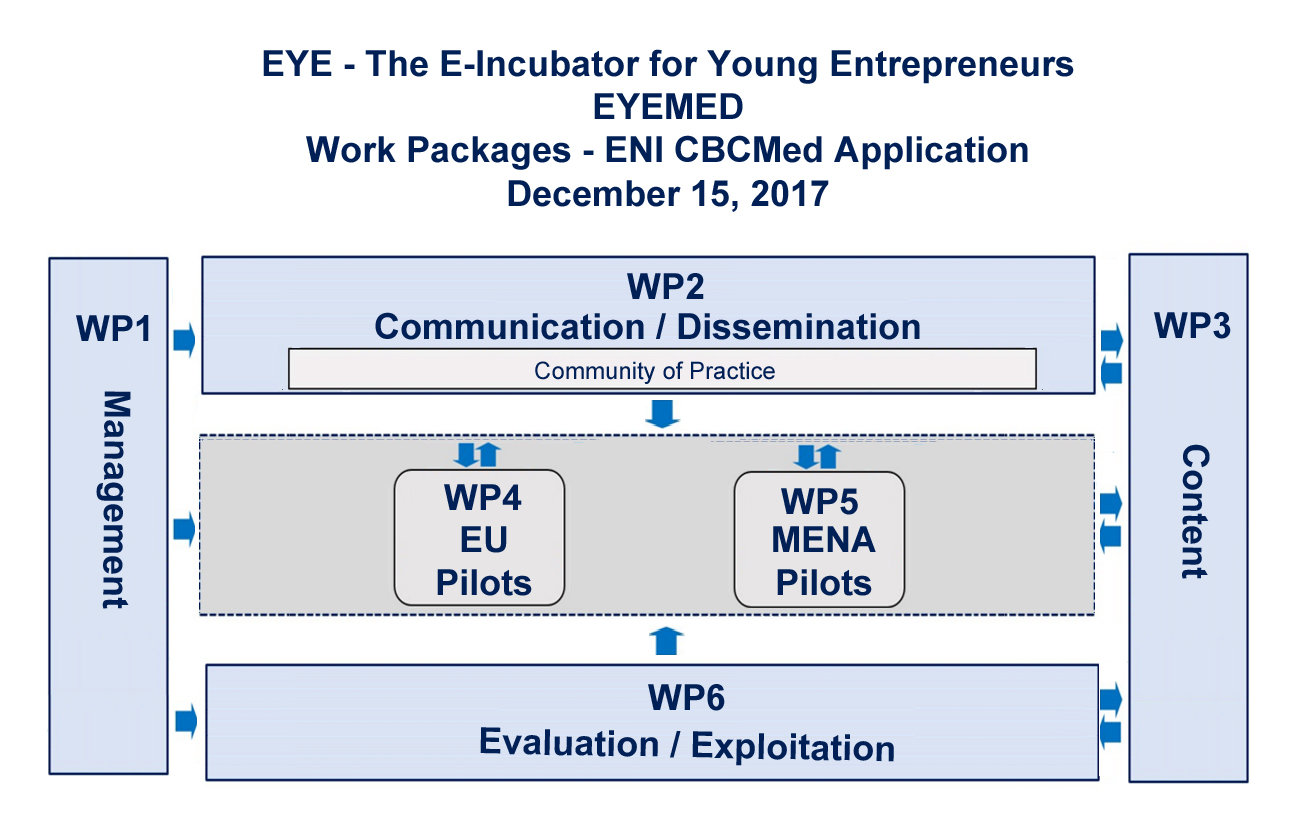 EYE - The E-Incubator for Young Entrepreneurs
EYEMED
Work Packages - ENI CBCMed Application
December 15, 2017
WP1
Management
WP2
Communication / Dissemination
Community of Practice
WP3
Content
WP4
EU
Pilots
WP5
MENA
Pilots
WP6
Evaluation / Exploitation